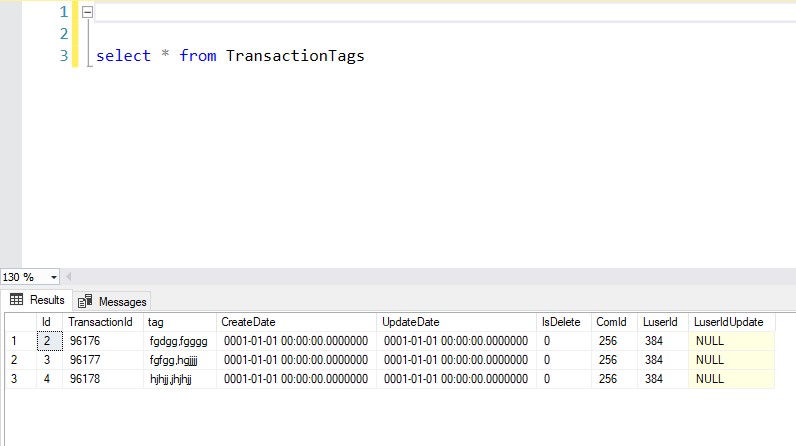 1
2
3 select * from TransactionTags
130 %
Results Messages
Id TransactionId tag CreateDate UpdateDate IsDelete ComId LuserId LuserIdUpdate
1 2 96176 fgdgg,fgggg 0001-01-01 00:00:00.0000000 0001-01-01 00:00:00.0000000 0 256 384 NULL
2 3 96177 fgfgg,hgjjjj 0001-01-01 00:00:00.0000000 0001-01-01 00:00:00.0000000 0 256 384 NULL
3 4 96178 hjhjj,jhjhjj 0001-01-01 00:00:00.0000000 0001-01-01 00:00:00.0000000 0 256 384 NULL